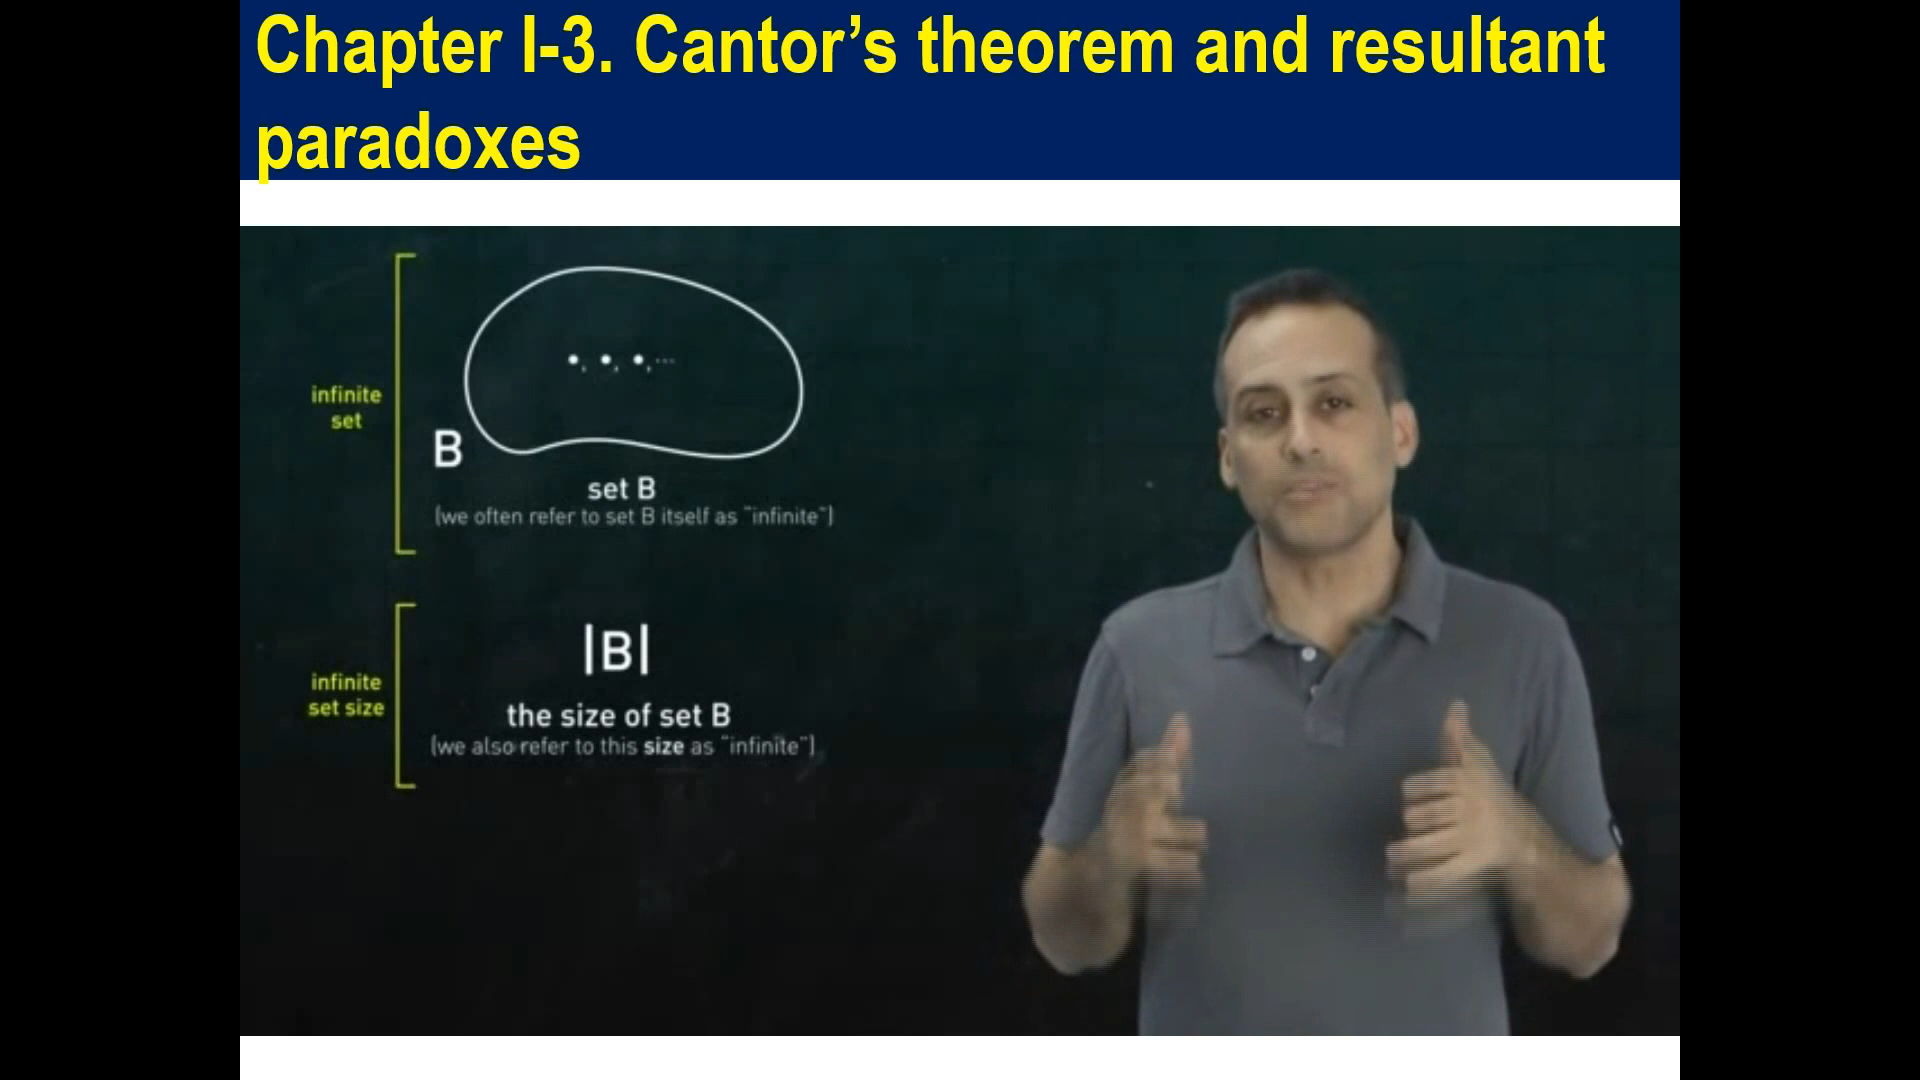 Chapter I-3. Cantor’s theorem and resultant
paradoxes
infinite
set
B
set B
(we often refer to set B itself as “infinite”)
infinite
set size
|B|
the size of set B
(we also refer to this size as “infinite”)